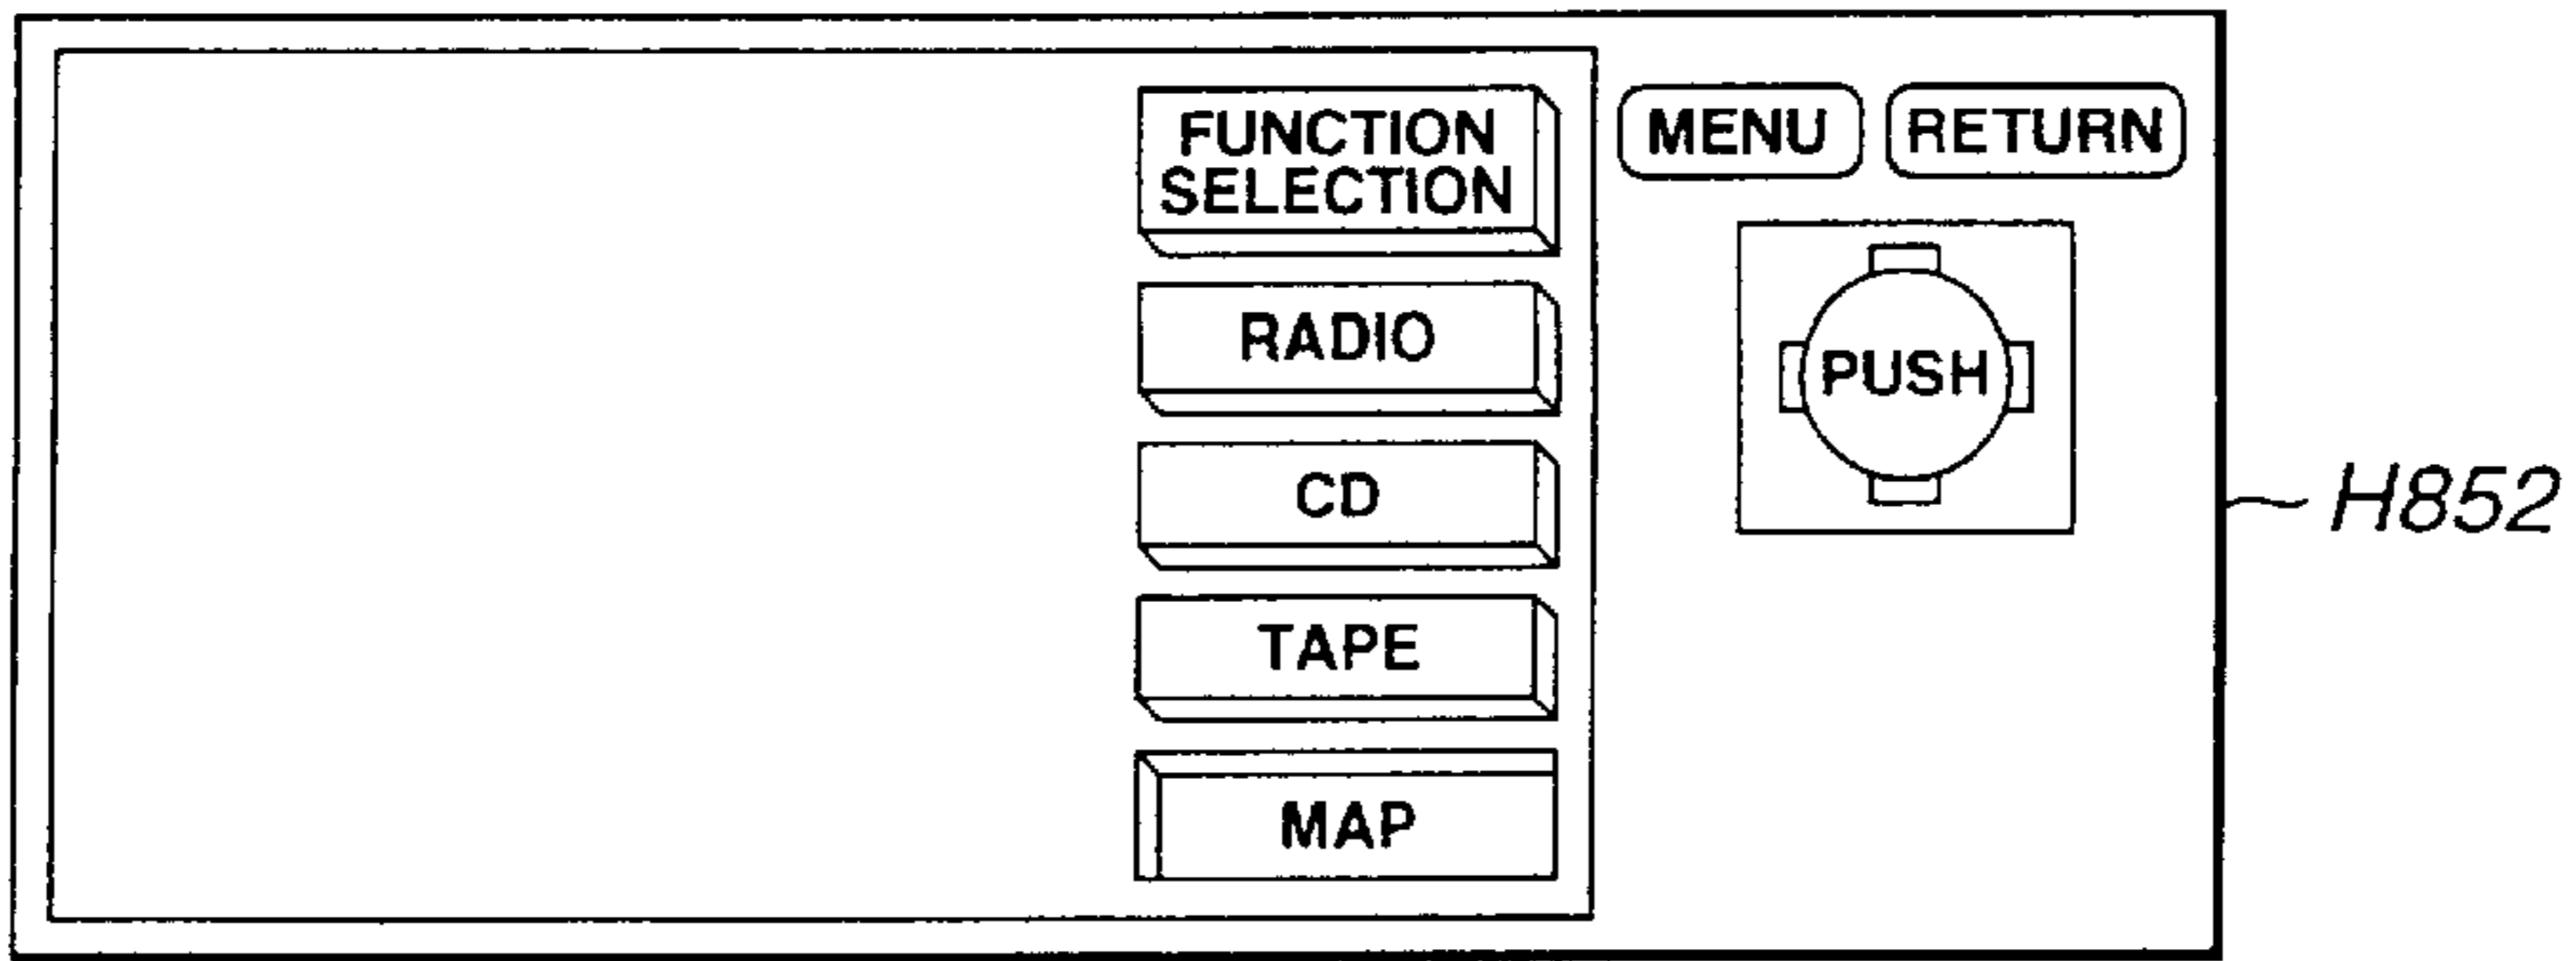 FUNCTION
SELECTION
MENU
RETURN
RADIO
PUSH
CD
H852
TAPE
MAP